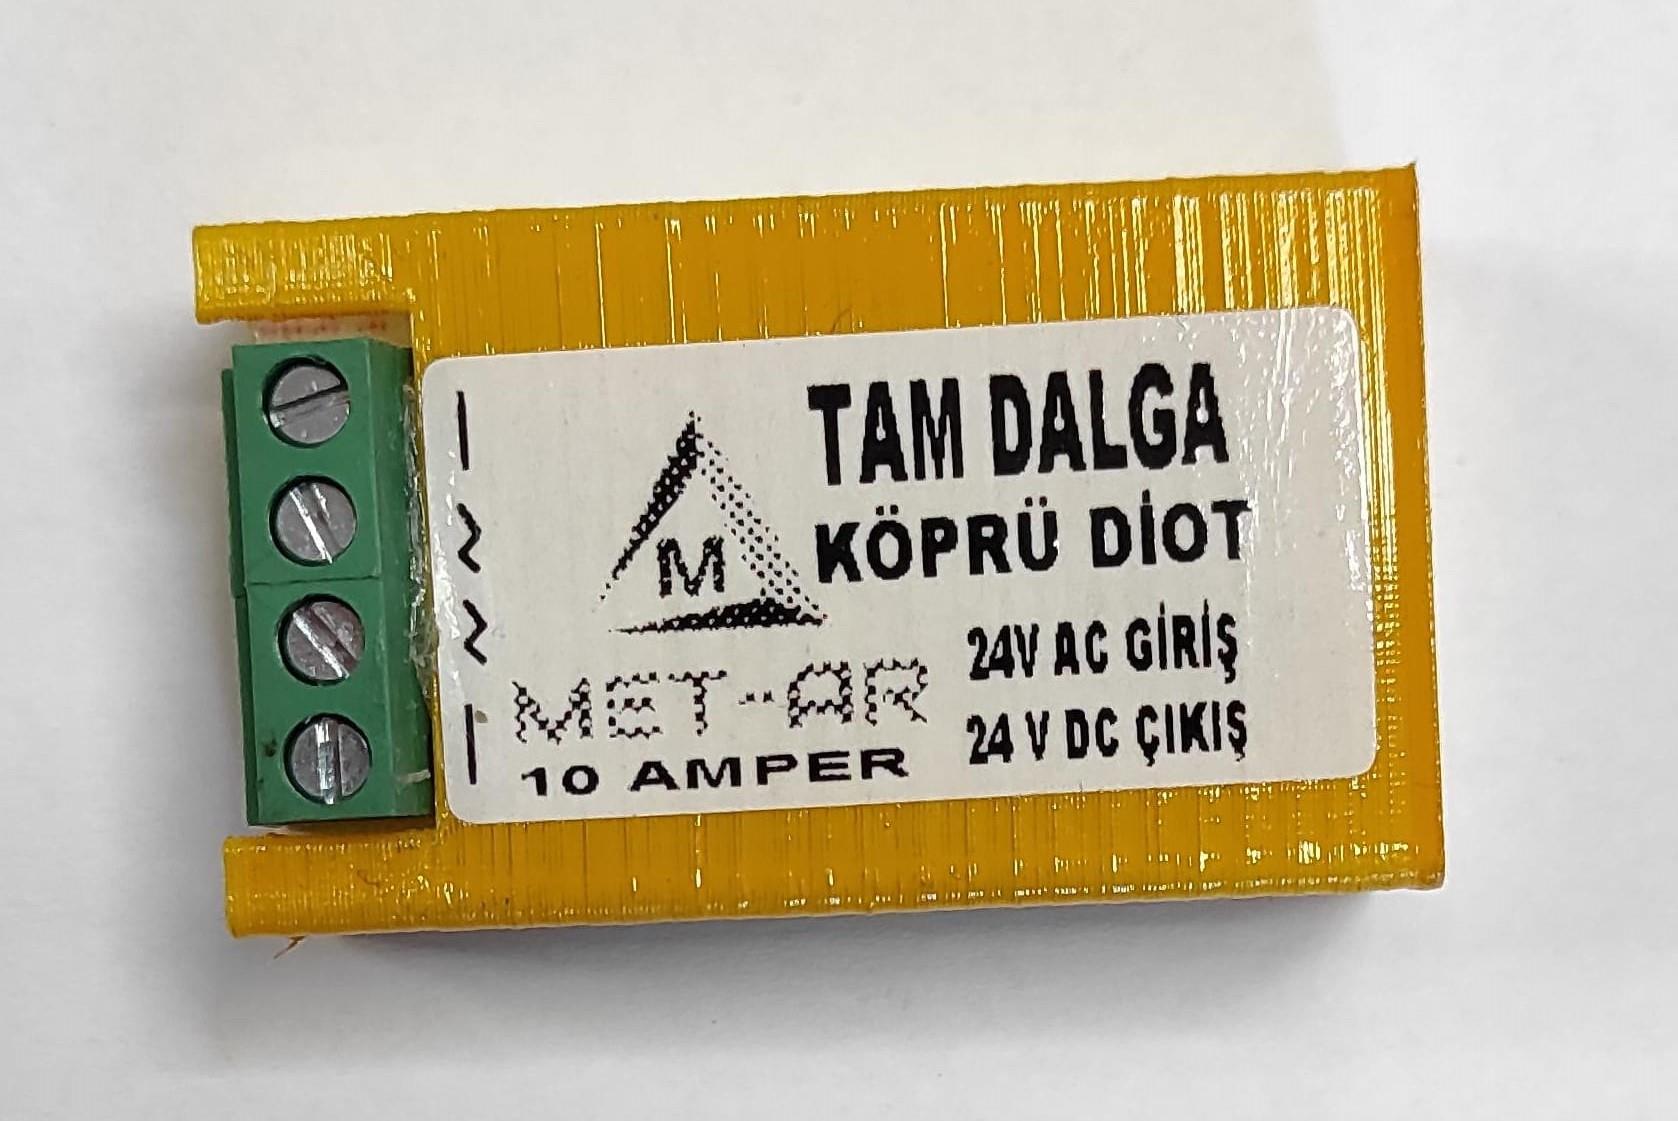 TAM DALGA
KÖPRÜ DİOT
M
24V AC GİRİŞ
24 V DC ÇIKIŞ
MET-AR
10 AMPER
| ~ ~ |